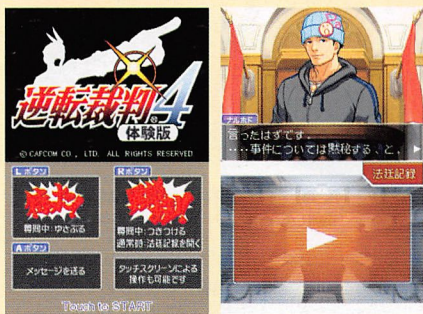 逆転裁判4
体験版
© CAPCOM CO., LTD. ALL RIGHTS RESERVED
Lボタン
Rボタン
待った!
尋問中:ゆさぶる
尋問中:つきつける
通常時:法廷記録を開く
Aボタン
メッセージを送る
タッチスクリーンによる
操作も可能です
Touch to START
ナルホド
言ったはずです。
‥‥事件については黙秘する、と。
法廷記録